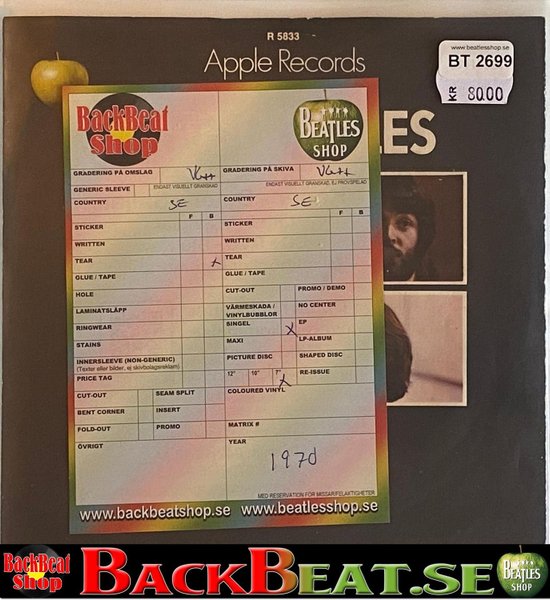 R 5833
Apple Records
www.beatlesshop.se
BT 2699
KR 80.00
LES
BackBeat
Shop
BEATLES
SHOP
GRADERING PÅ OMSLAG VG++
GRADERING PÅ SKIVA VG++
GENERIC SLEEVE
ENDAST VISUELLT GRANSKAD
ENDAST VISUELLT GRANSKAD, EJ PROVSPELAD
COUNTRY SE
COUNTRY SE
F B
F B
STICKER
STICKER
WRITTEN
WRITTEN
TEAR x
TEAR
GLUE / TAPE
GLUE / TAPE
HOLE
CUT-OUT
PROMO / DEMO
LAMINATSLÄPP
VÄRMESKADA /
VINYLBUBBLOR
NO CENTER
RINGWEAR
SINGEL x
EP
STAINS
MAXI
LP-ALBUM
INNERSLEEVE (NON-GENERIC)
(Texter eller bilder, ej skivbolagsreklam)
PICTURE DISC
SHAPED DISC
PRICE TAG
12" 10" 7" x
RE-ISSUE
CUT-OUT
SEAM SPLIT
COLOURED VINYL
BENT CORNER
INSERT
FOLD-OUT
PROMO
MATRIX #
ÖVRIGT
YEAR
1970
MED RESERVATION FÖR MISSAR/FELAKTIGHETER
www.backbeatshop.se www.beatlesshop.se
BackBeat
Shop
BACKBEAT.SE
BEATLES
SHOP